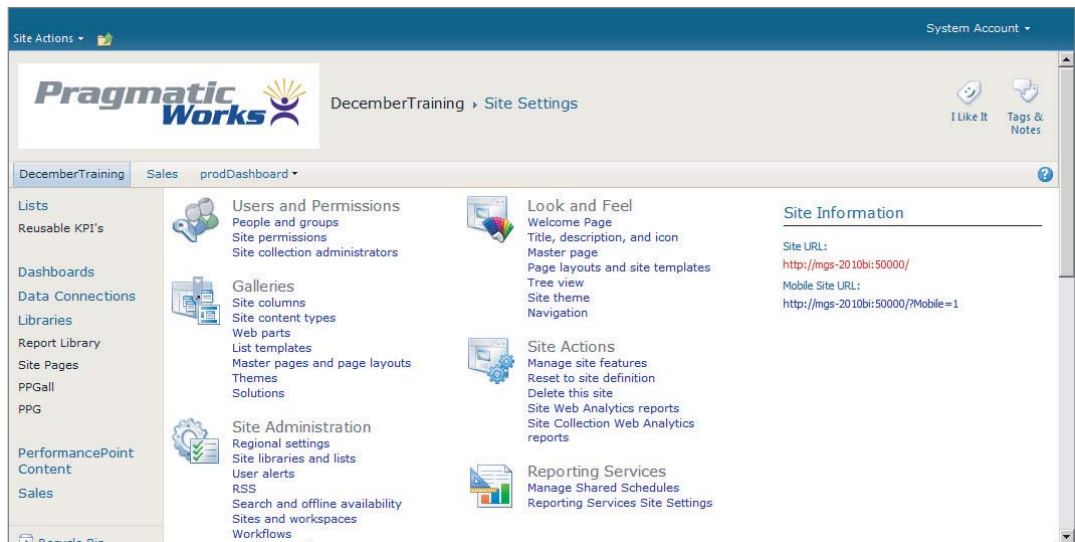 System Account
Site Actions
Pragmatic
Works
DecemberTraining › Site Settings
I Like It
Tags &
Notes
DecemberTraining
Sales
prodDashboard
Lists
Reusable KPI's
Dashboards
Data Connections
Libraries
Report Library
Site Pages
PPGall
PPG
PerformancePoint
Content
Sales
Recycle Bin
Users and Permissions
People and groups
Site permissions
Site collection administrators
Galleries
Site columns
Site content types
Web parts
List templates
Master pages and page layouts
Themes
Solutions
Site Administration
Regional settings
Site libraries and lists
User alerts
RSS
Search and offline availability
Sites and workspaces
Workflows
Look and Feel
Welcome Page
Title, description, and icon
Master page
Page layouts and site templates
Tree view
Site theme
Navigation
Site Actions
Manage site features
Reset to site definition
Delete this site
Site Web Analytics reports
Site Collection Web Analytics
reports
Reporting Services
Manage Shared Schedules
Reporting Services Site Settings
Site Information
Site URL:
http://mgs-2010bi:50000/
Mobile Site URL:
http://mgs-2010bi:50000/?Mobile=1